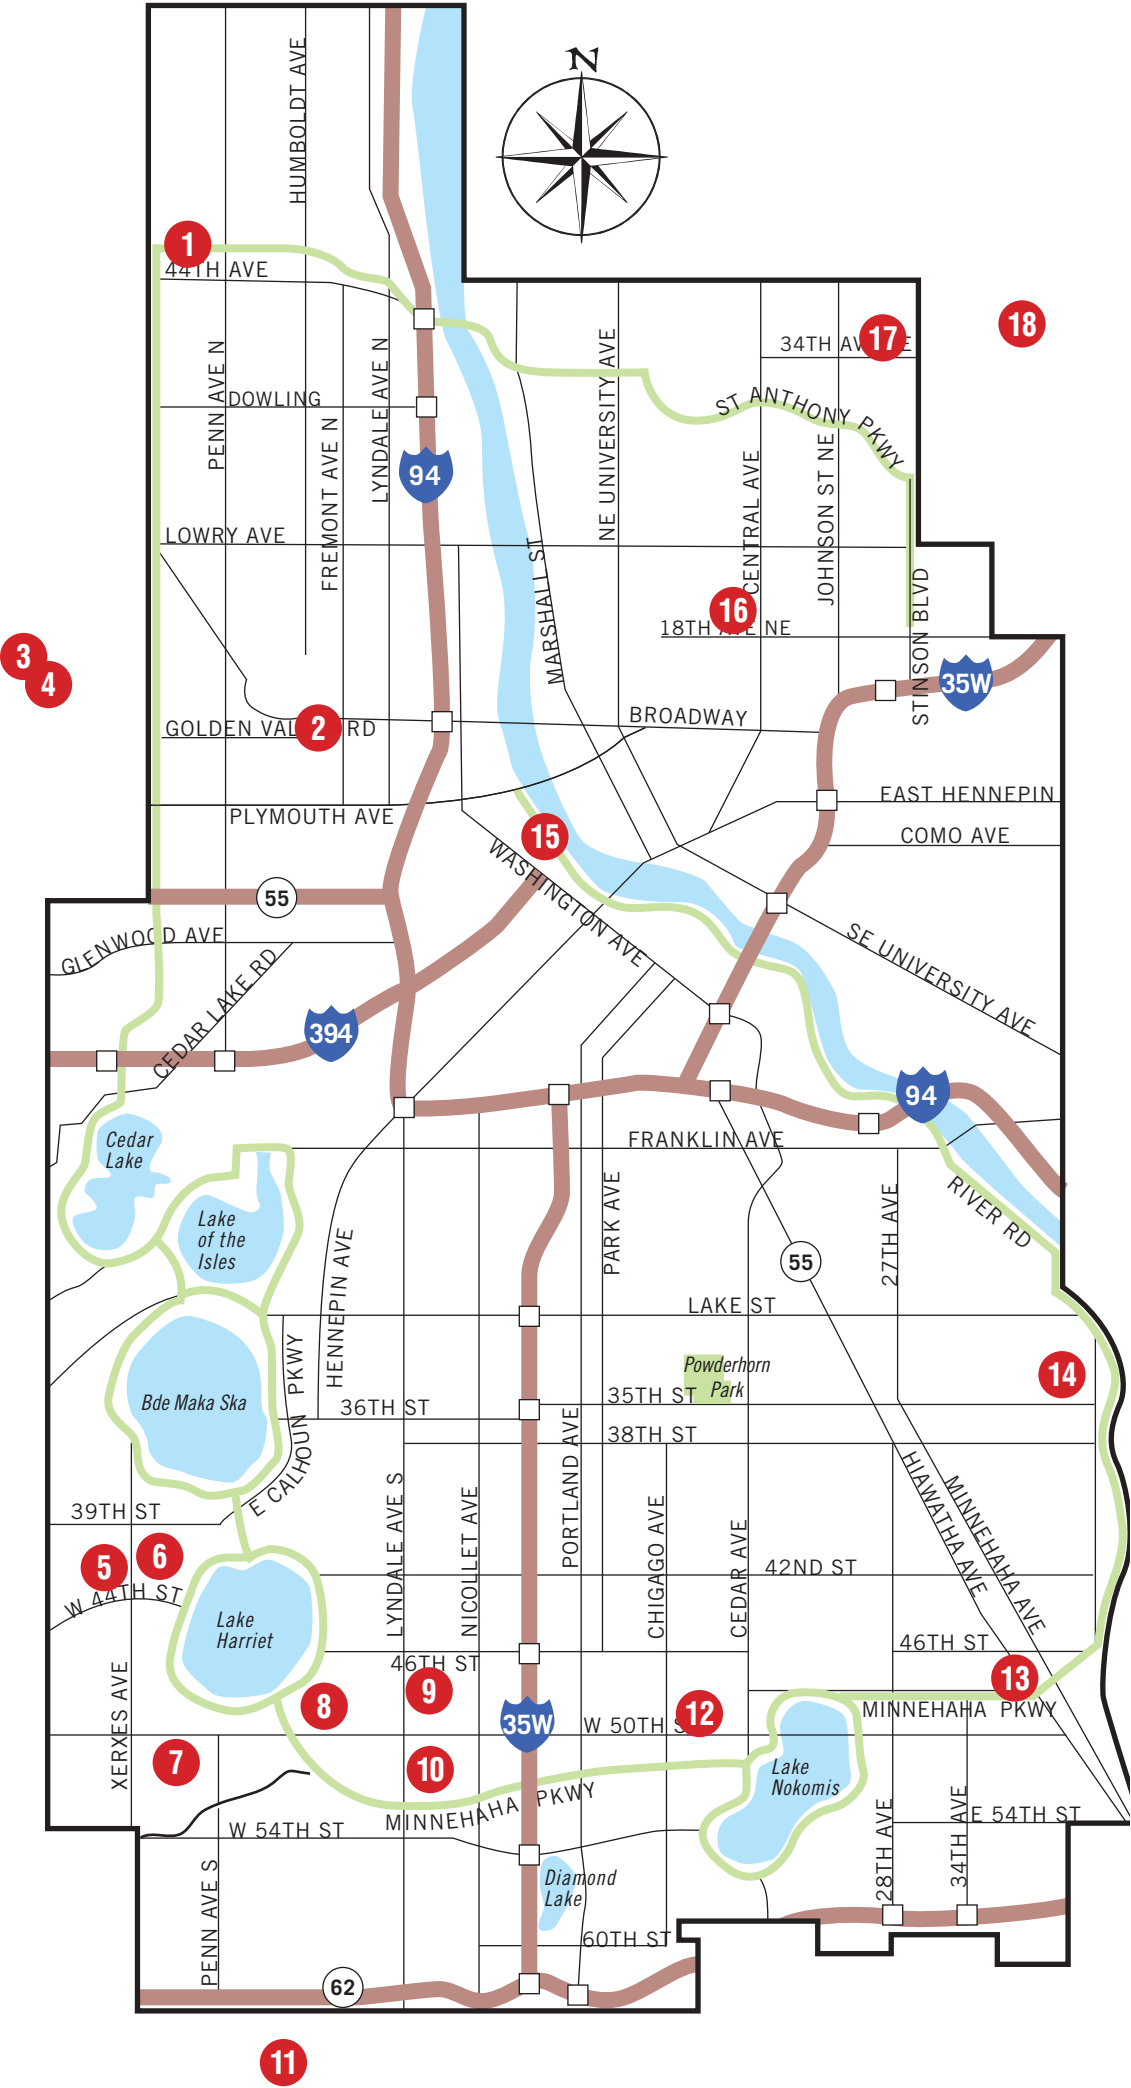 N
HUMBOLDT AVE
1
44TH AVE
18
17
34TH AV E
PENN AVE N
LYNDALE AVE N
NE UNIVERSITY AVE
DOWLING
ST ANTHONY PKWY
FREMONT AVE N
94
CENTRAL AVE
JOHNSON ST NE
LOWRY AVE
MARSHALL ST
STINSON BLVD
16
18TH AVE NE
3
4
35W
GOLDEN VAL RD
2
BROADWAY
PLYMOUTH AVE
EAST HENNEPIN
COMO AVE
15
WASHINGTON AVE
55
GLENWOOD AVE
CEDAR LAKE RD
SE UNIVERSITY AVE
394
94
Cedar
Lake
FRANKLIN AVE
RIVER RD
Lake
of the
Isles
PARK AVE
27TH AVE
55
HENNEPIN AVE
LAKE ST
E CALHOUN PKWY
Powderhorn
Park
14
Bde Maka Ska
36TH ST
35TH ST
38TH ST
PORTLAND AVE
LYNDALE AVE S
NICOLLET AVE
CHIGAGO AVE
CEDAR AVE
HIAWATHA AVE
MINNEHAHA AVE
39TH ST
5
6
42ND ST
W 44TH ST
Lake
Harriet
46TH ST
46TH ST
XERXES AVE
8
9
13
12
35W
W 50TH S
MINNEHAHA PKWY
7
10
Lake
Nokomis
MINNEHAHA PKWY
W 54TH ST
28TH AVE
34TH AVE
E 54TH ST
PENN AVE S
Diamond
Lake
60TH ST
62
11